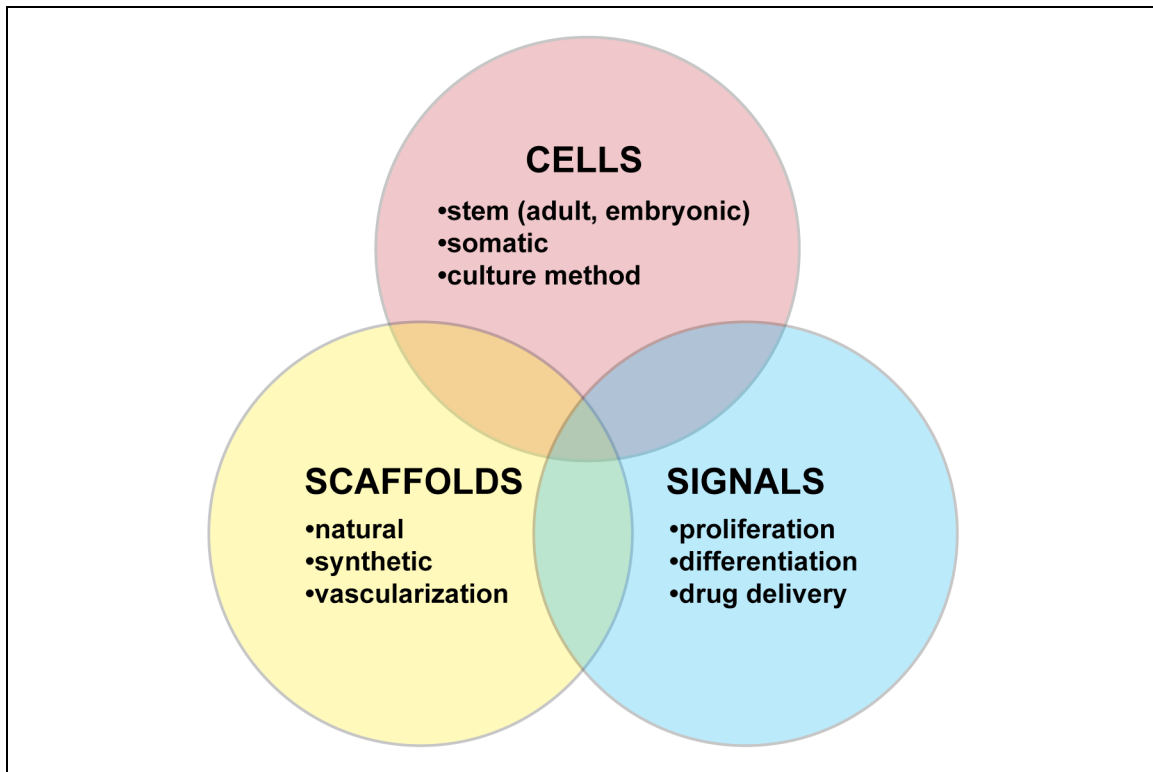 CELLS
•stem (adult, embryonic)
•somatic
•culture method
SCAFFOLDS
•natural
•synthetic
•vascularization
SIGNALS
•proliferation
•differentiation
•drug delivery